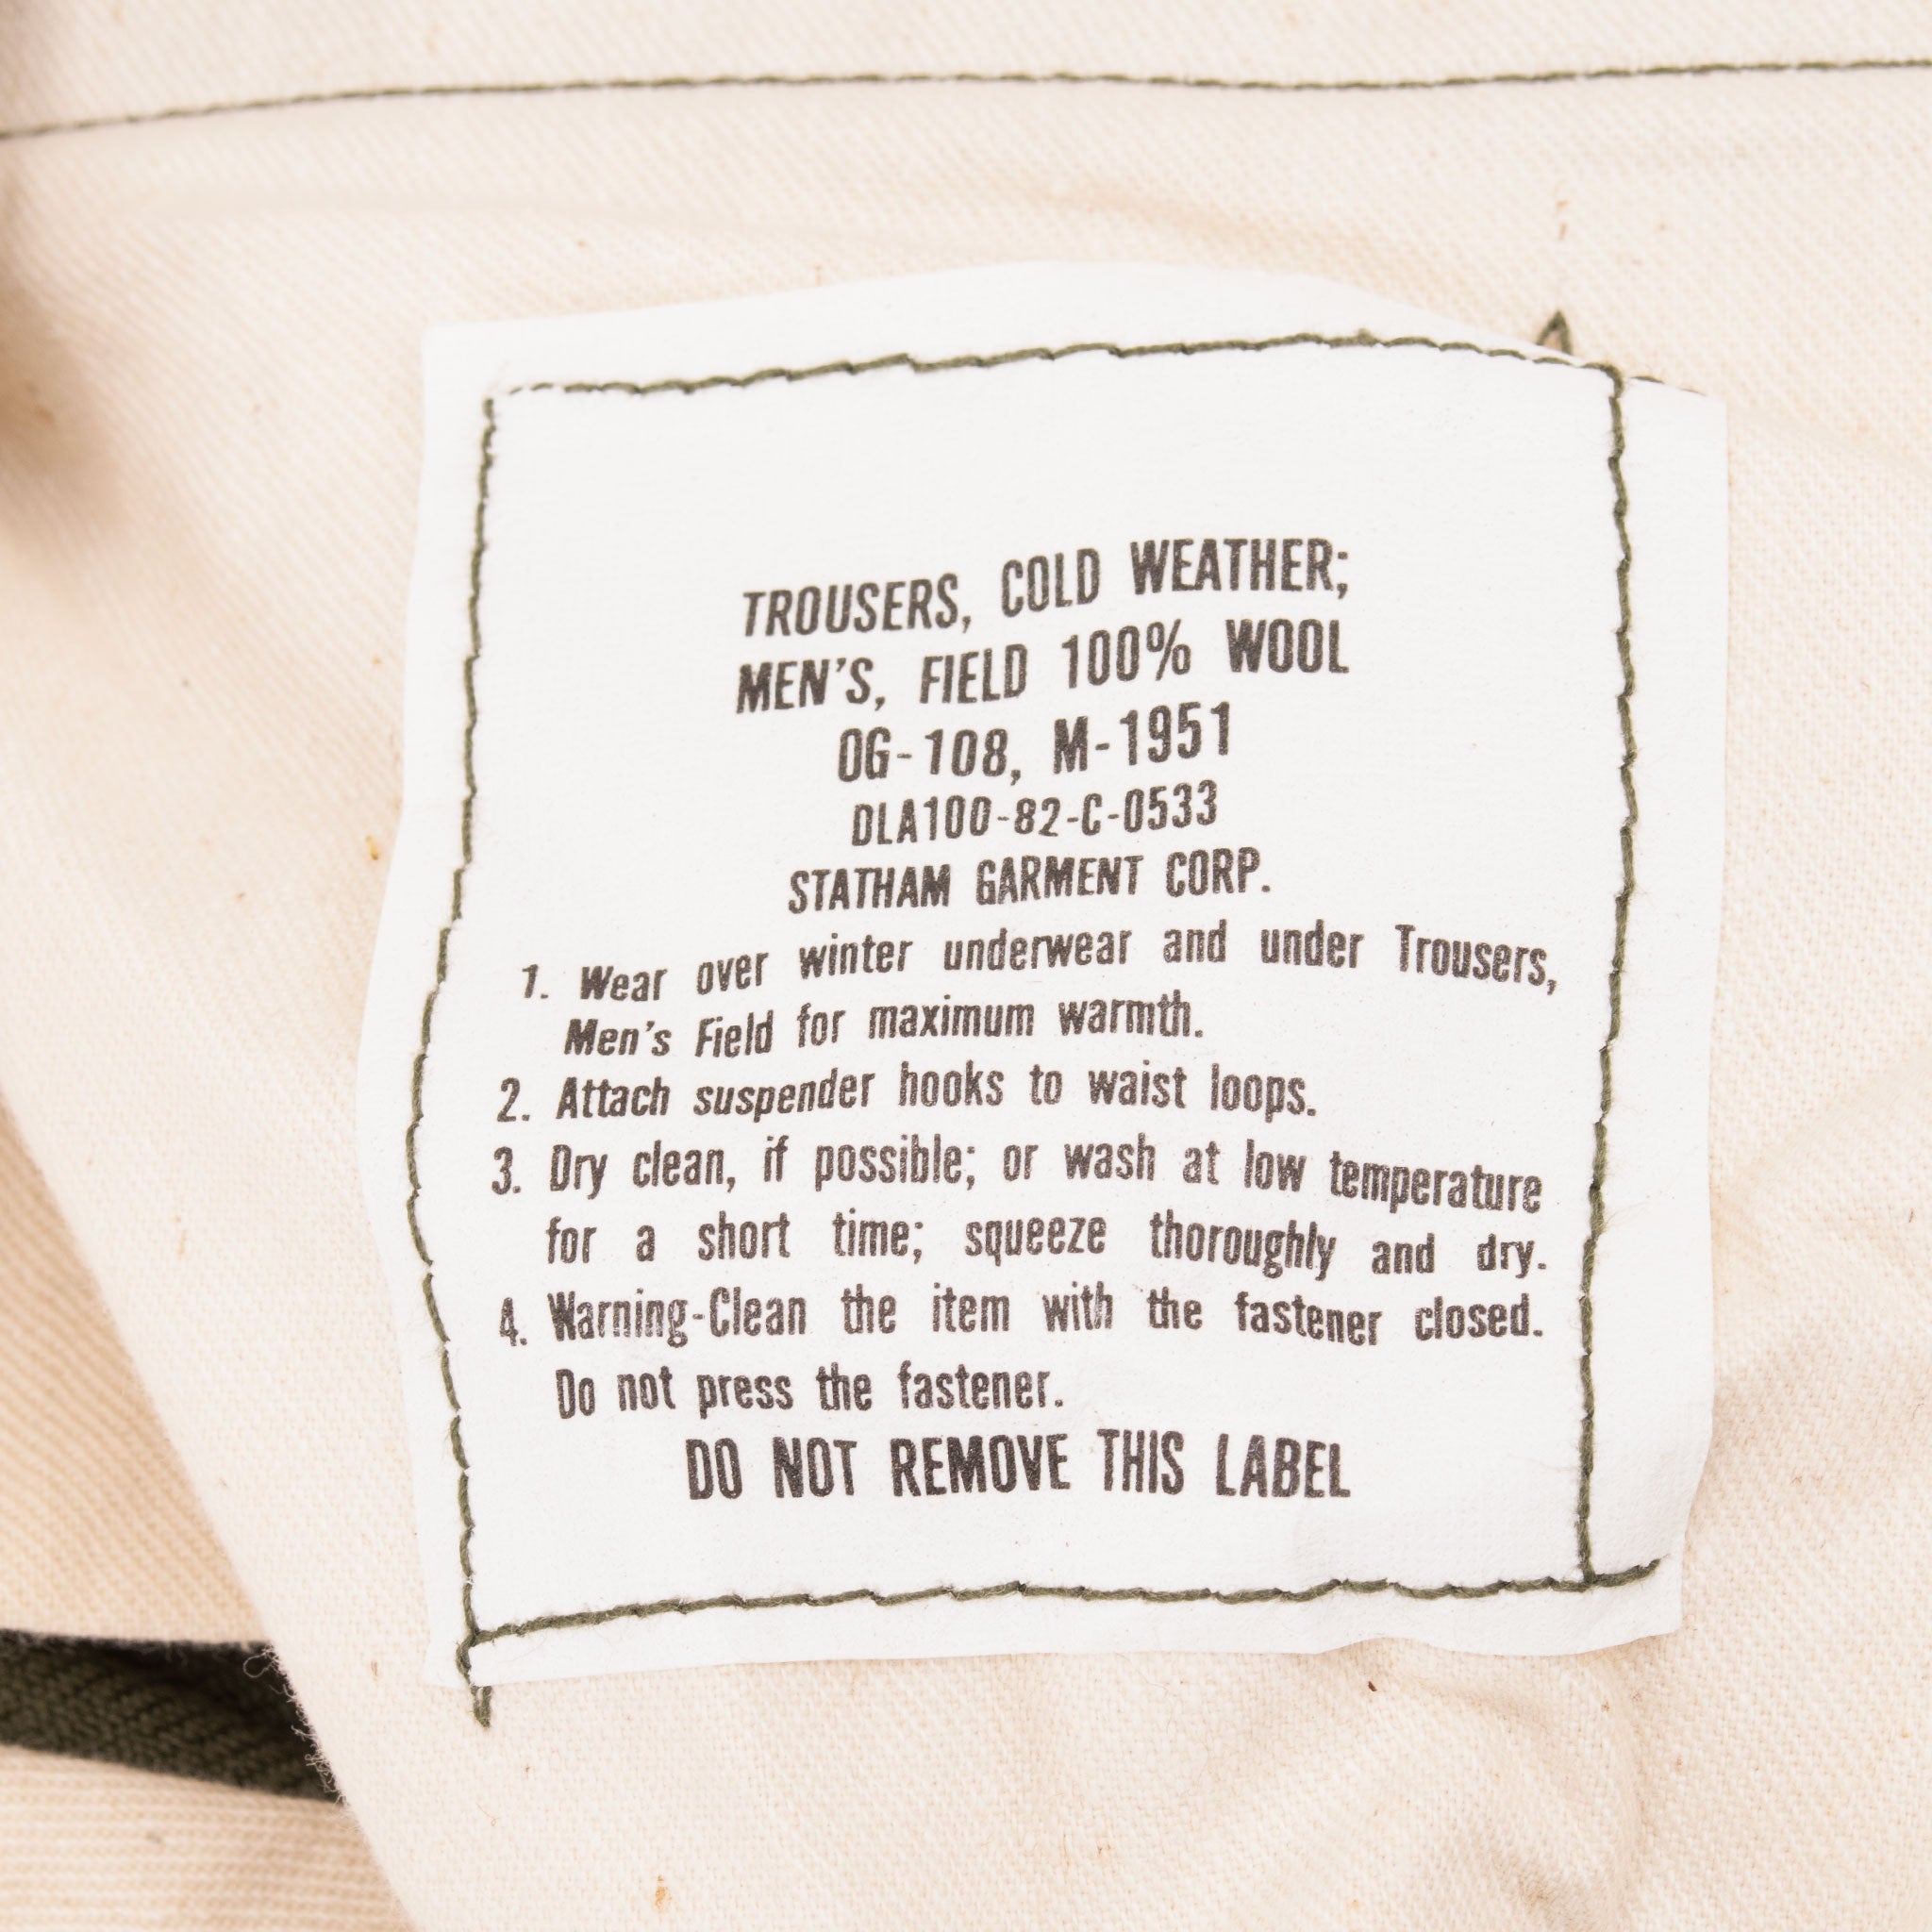 TROUSERS, COLD WEATHER;
MEN'S, FIELD 100% WOOL
OG-108, M-1951
DLA100-82-C-0533
STATHAM GARMENT CORP.
1. Wear over winter underwear and under Trousers,
Men's Field for maximum warmth.
2. Attach suspender hooks to waist loops.
3. Dry clean, if possible; or wash at low temperature
for a short time; squeeze thoroughly and dry.
4. Warning-Clean the item with the fastener closed.
Do not press the fastener.
DO NOT REMOVE THIS LABEL